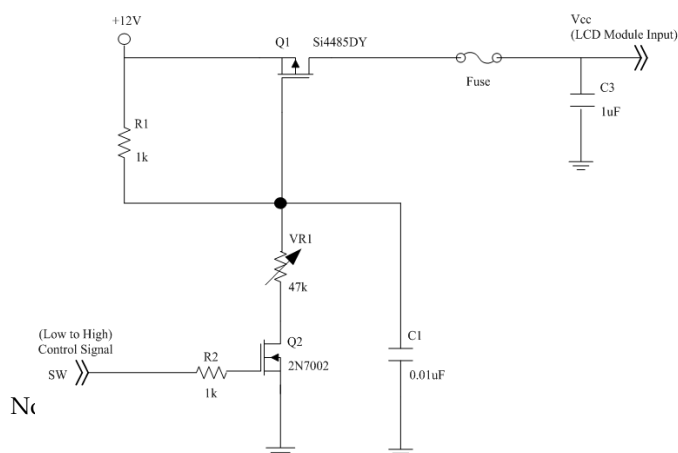 +12V
Q1
Si4485DY
Vcc
(LCD Module Input)
Fuse
C3
1uF
R1
1k
VR1
47k
(Low to High)
Control Signal
SW
R2
1k
Q2
2N7002
C1
0.01uF